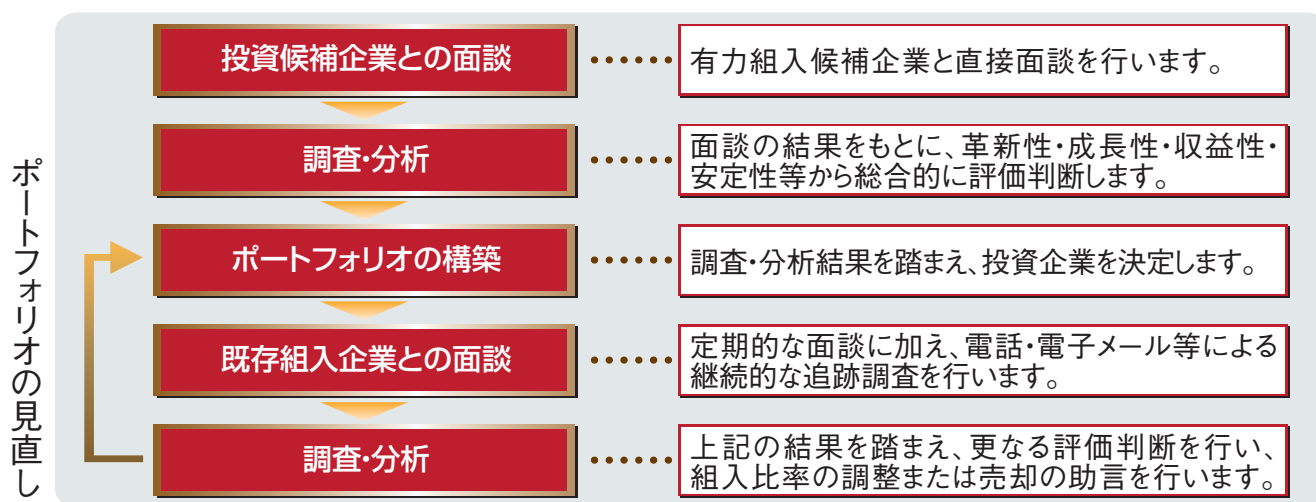 投資候補企業との面談
有力組入候補企業と直接面談を行います。
調査・分析
面談の結果をもとに、革新性・成長性・収益性・
安定性等から総合的に評価判断します。
ポートフォリオの構築
調査・分析結果を踏まえ、投資企業を決定します。
既存組入企業との面談
定期的な面談に加え、電話・電子メール等による
継続的な追跡調査を行います。
調査・分析
上記の結果を踏まえ、更なる評価判断を行い、
組入比率の調整または売却の助言を行います。
ポートフォリオの見直し